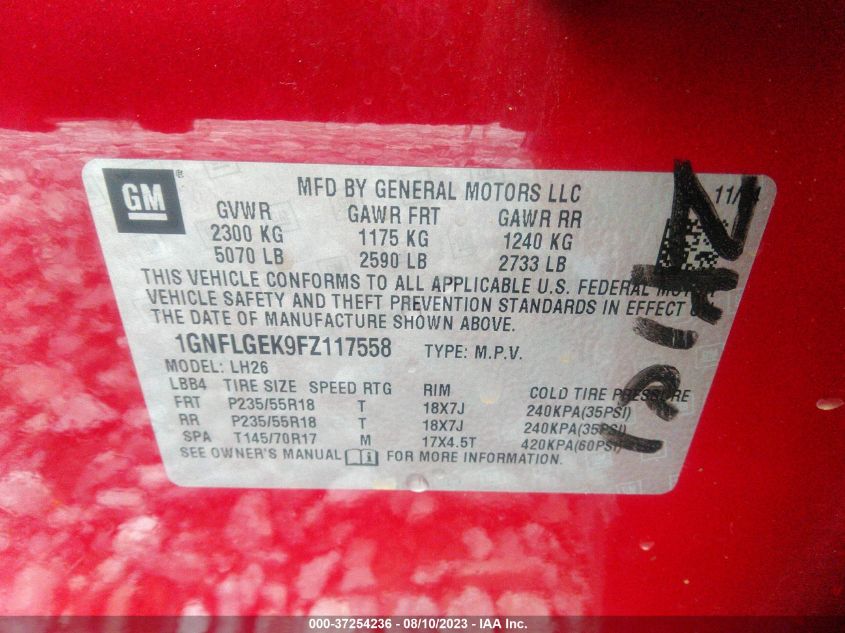 GM
®
MFD BY GENERAL MOTORS LLC
11/
GVWR GAWR FRT GAWR RR
2300 KG 1175 KG 1240 KG
5070 LB 2590 LB 2733 LB
THIS VEHICLE CONFORMS TO ALL APPLICABLE U.S. FEDERAL
VEHICLE SAFETY AND THEFT PREVENTION STANDARDS IN EFFECT
THE DATE OF MANUFACTURE SHOWN ABOVE.
1GNFLGEK9FZ117558 TYPE: M.P.V.
MODEL: LH26
LBB4 TIRE SIZE SPEED RTG RIM COLD TIRE PRESSURE
FRT P235/55R18 T 18X7J 240KPA(35PSI)
RR P235/55R18 T 18X7J 240KPA(35PSI)
SPA T145/70R17 M 17X4.5T 420KPA(60PSI)
SEE OWNER'S MANUAL FOR MORE INFORMATION.
000-37254236 - 08/10/2023 - IAA Inc.